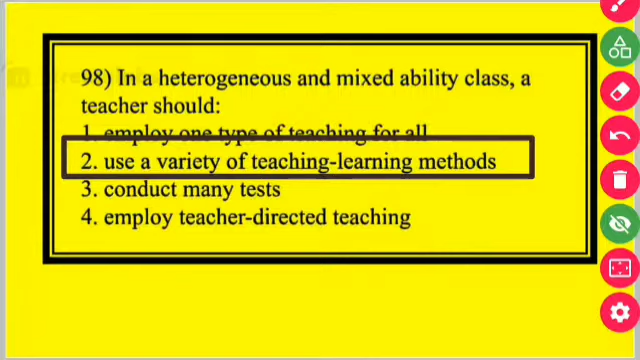 98) In a heterogeneous and mixed ability class, a
teacher should:
1. employ one type of teaching for all
2. use a variety of teaching-learning methods
3. conduct many tests
4. employ teacher-directed teaching